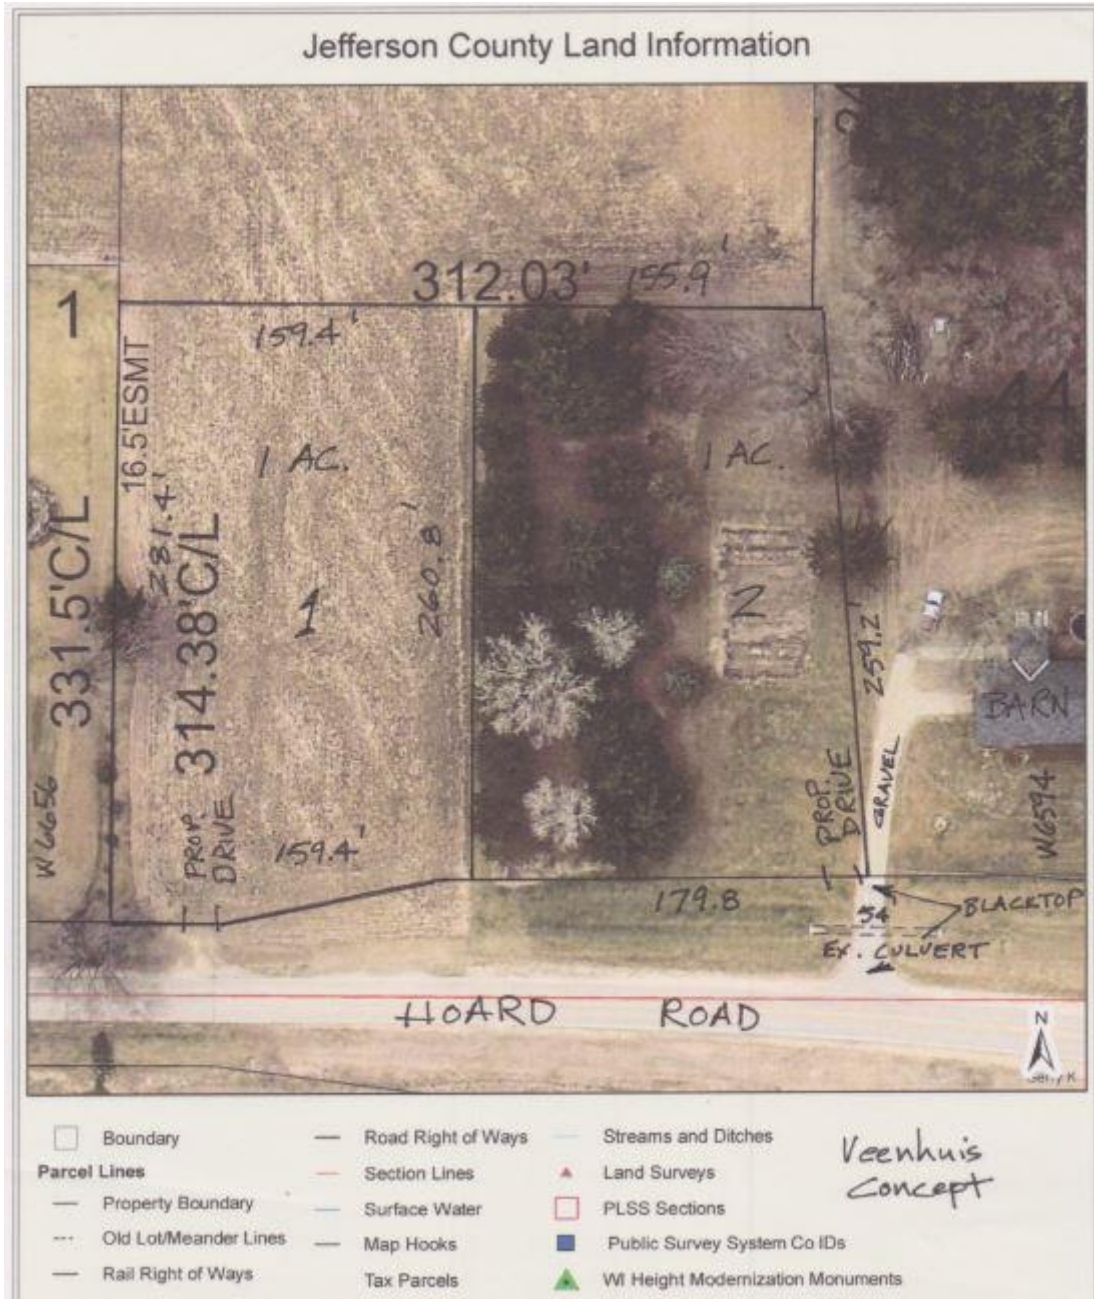 Jefferson County Land Information
312.03' 155.9'
159.4'
1
16.5'ESMT
44
1 AC.
1 AC.
281.4'
331.5'C/L
314.38'C/L
260.8'
1
2
259.2'
BARN
W6656
PROP.
DRIVE
159.4'
PROP.
DRIVE
GRAVEL
W6594
179.8
54'
BLACKTOP
EX. CULVERT
HOARD ROAD
N
Gerry K
Boundary
Parcel Lines
Property Boundary
Old Lot/Meander Lines
Rail Right of Ways
Road Right of Ways
Section Lines
Surface Water
Map Hooks
Tax Parcels
Streams and Ditches
Land Surveys
PLSS Sections
Public Survey System Co IDs
WI Height Modernization Monuments
Veenhuis
Concept